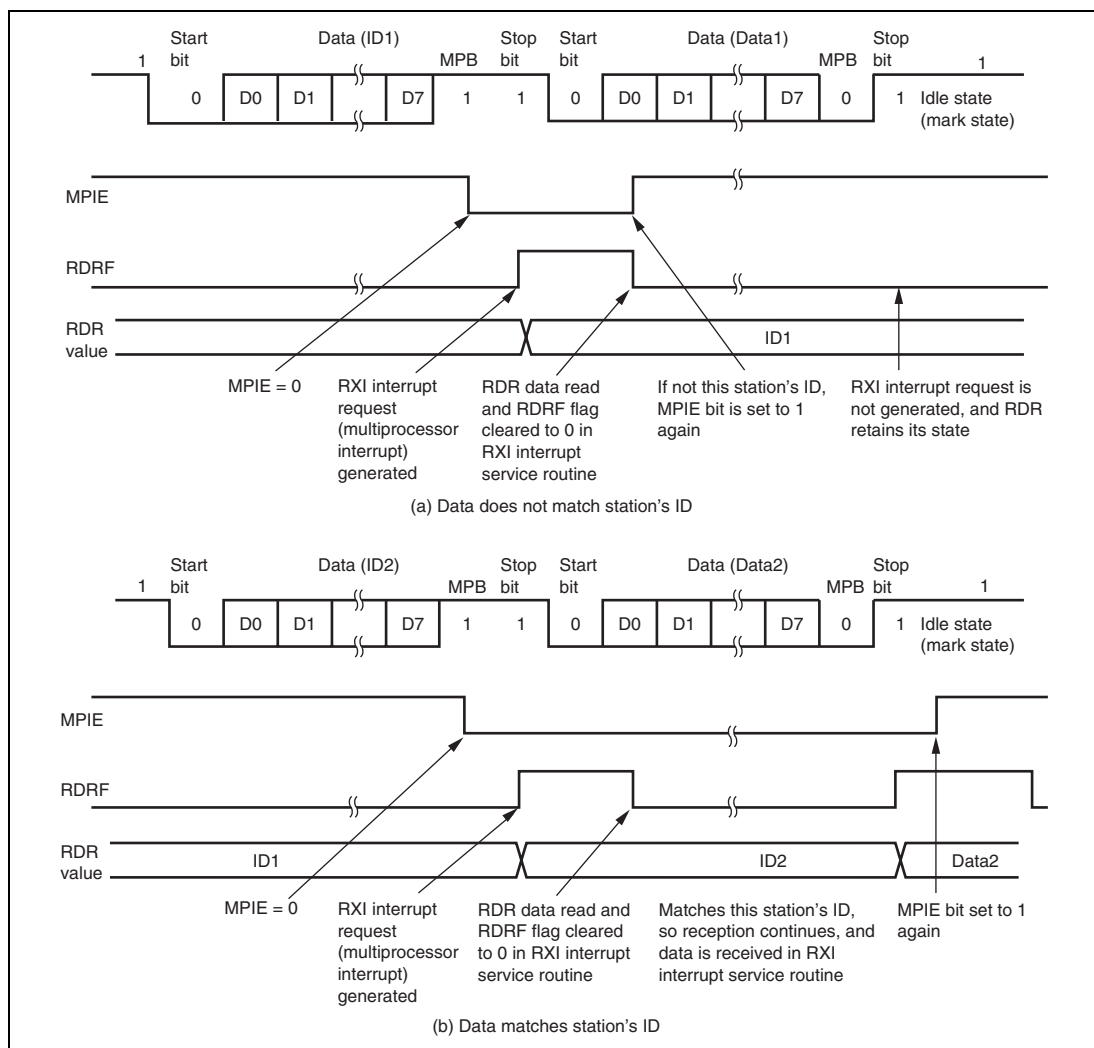 Start bit Data (ID1) MPB Stop bit Start bit Data (Data1) MPB Stop bit
1 1
0 D0 D1 D7 1 1 0 D0 D1 D7 0 1 Idle state
(mark state)
MPIE
RDRF
RDR value
ID1
MPIE = 0
RXI interrupt
request
(multiprocessor
interrupt)
generated
RDR data read
and RDRF flag
cleared to 0 in
RXI interrupt
service routine
If not this station's ID,
MPIE bit is set to 1
again
RXI interrupt request is
not generated, and RDR
retains its state
(a) Data does not match station's ID
Start bit Data (ID2) MPB Stop bit Start bit Data (Data2) MPB Stop bit
1 1
0 D0 D1 D7 1 1 0 D0 D1 D7 0 1 Idle state
(mark state)
MPIE
RDRF
RDR value
ID1 ID2 Data2
MPIE = 0
RXI interrupt
request
(multiprocessor
interrupt)
generated
RDR data read and
RDRF flag cleared
to 0 in RXI interrupt
service routine
Matches this station's ID,
so reception continues, and
data is received in RXI
interrupt service routine
MPIE bit set to 1
again
(b) Data matches station's ID